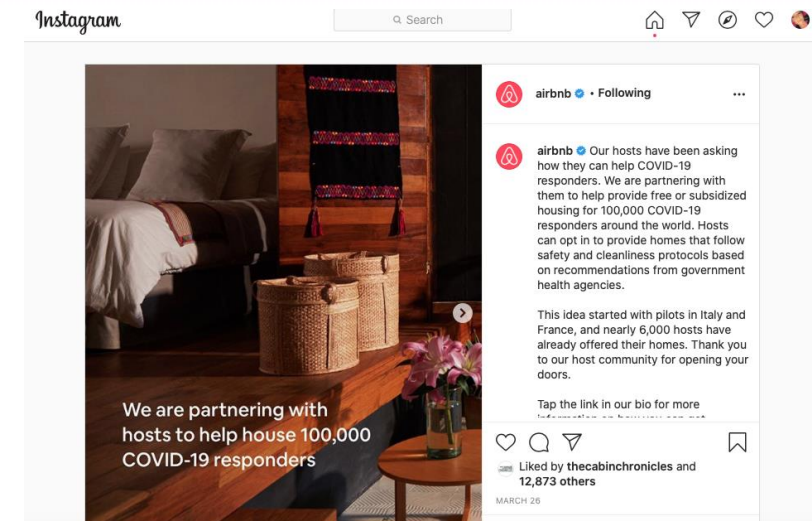 Instagram
Search
We are partnering with
hosts to help house 100,000
COVID-19 responders
airbnb • Following
airbnb Our hosts have been asking
how they can help COVID-19
responders. We are partnering with
them to help provide free or subsidized
housing for 100,000 COVID-19
responders around the world. Hosts
can opt in to provide homes that follow
safety and cleanliness protocols based
on recommendations from government
health agencies.
This idea started with pilots in Italy and
France, and nearly 6,000 hosts have
already offered their homes. Thank you
to our host community for opening your
doors.
Tap the link in our bio for more
Liked by thecabinchronicles and
12,873 others
MARCH 26